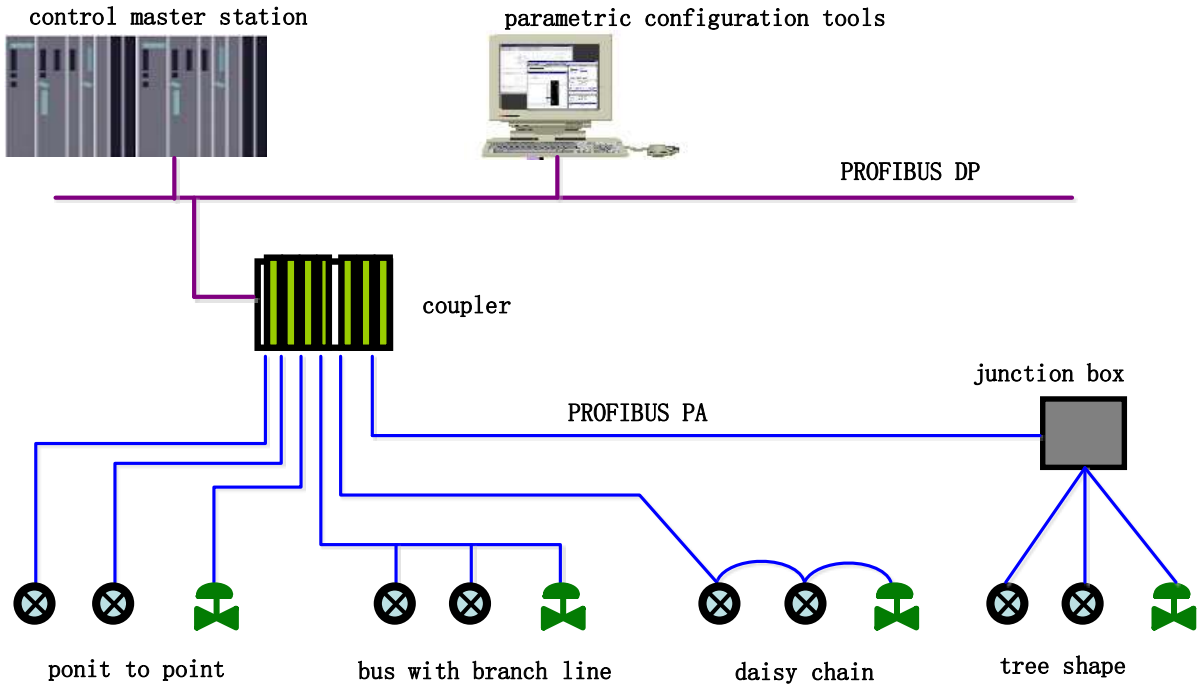 control master station
parametric configuration tools
PROFIBUS DP
coupler
junction box
PROFIBUS PA
ponit to point
bus with branch line
daisy chain
tree shape